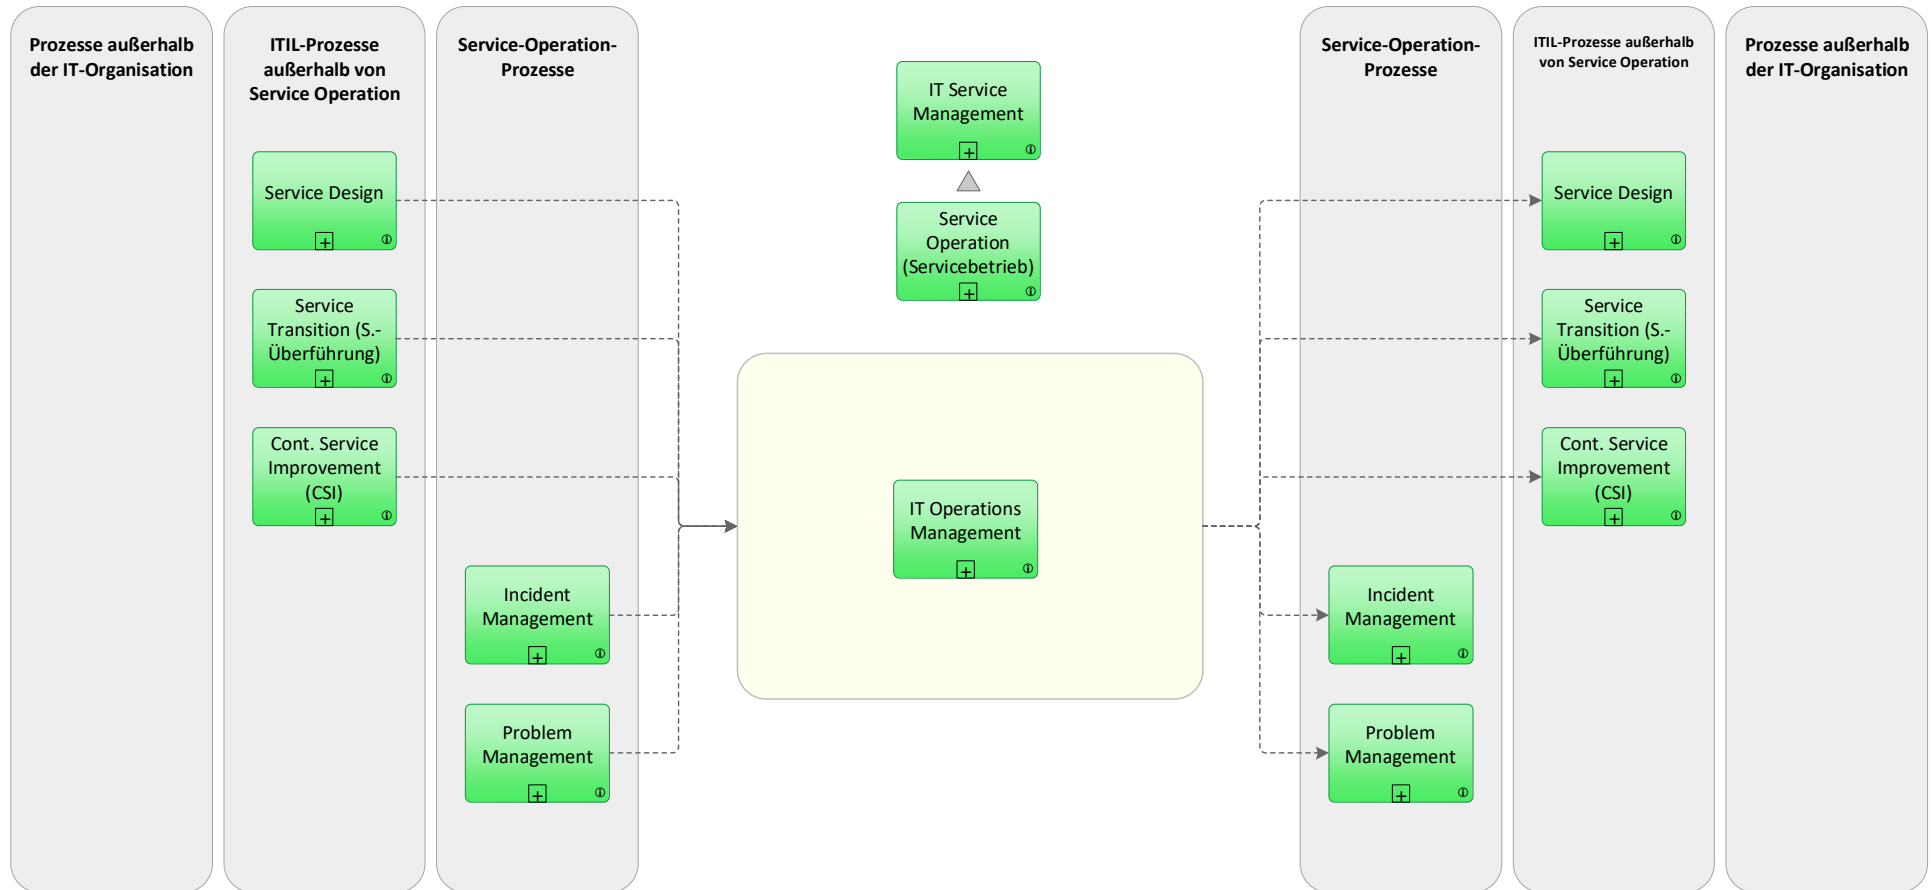 Prozesse außerhalb
der IT-Organisation
ITIL-Prozesse
außerhalb von
Service Operation
Service-Operation-
Prozesse
Service Design
Service
Transition (S.-
Überführung)
Cont. Service
Improvement
(CSI)
Incident
Management
Problem
Management
IT Service
Management
Service
Operation
(Servicebetrieb)
IT Operations
Management
Service-Operation-
Prozesse
ITIL-Prozesse außerhalb
von Service Operation
Prozesse außerhalb
der IT-Organisation
Service Design
Service
Transition (S.-
Überführung)
Cont. Service
Improvement
(CSI)
Incident
Management
Problem
Management